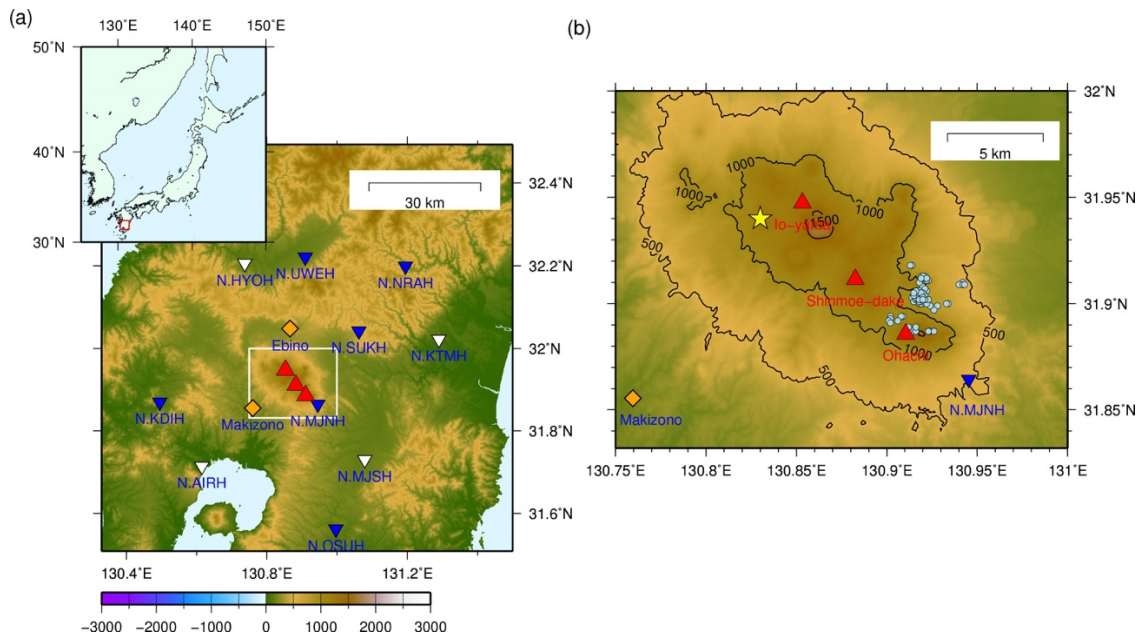 (a)
130˚E 140˚E 150˚E
50˚N
40˚N
30˚N
30 km
32.4˚N
32.2˚N
32˚N
31.8˚N
31.6˚N
N.HYOH
N.UWEH
N.NRAH
Ebino
N.SUKH
N.KTMH
N.KDIH
Makizono
N.MJNH
N.AIRH
N.MJSH
N.OSUH
130.4˚E 130.8˚E 131.2˚E
−3000 −2000 −1000 0 1000 2000 3000
(b)
5 km
32˚N
31.95˚N
31.9˚N
31.85˚N
1000
1000
1000
1500
Io−yama
500
Shinmoe−dake
500
1000
Ohachi
500
N.MJNH
Makizono
130.75˚E 130.8˚E 130.85˚E 130.9˚E 130.95˚E 131˚E